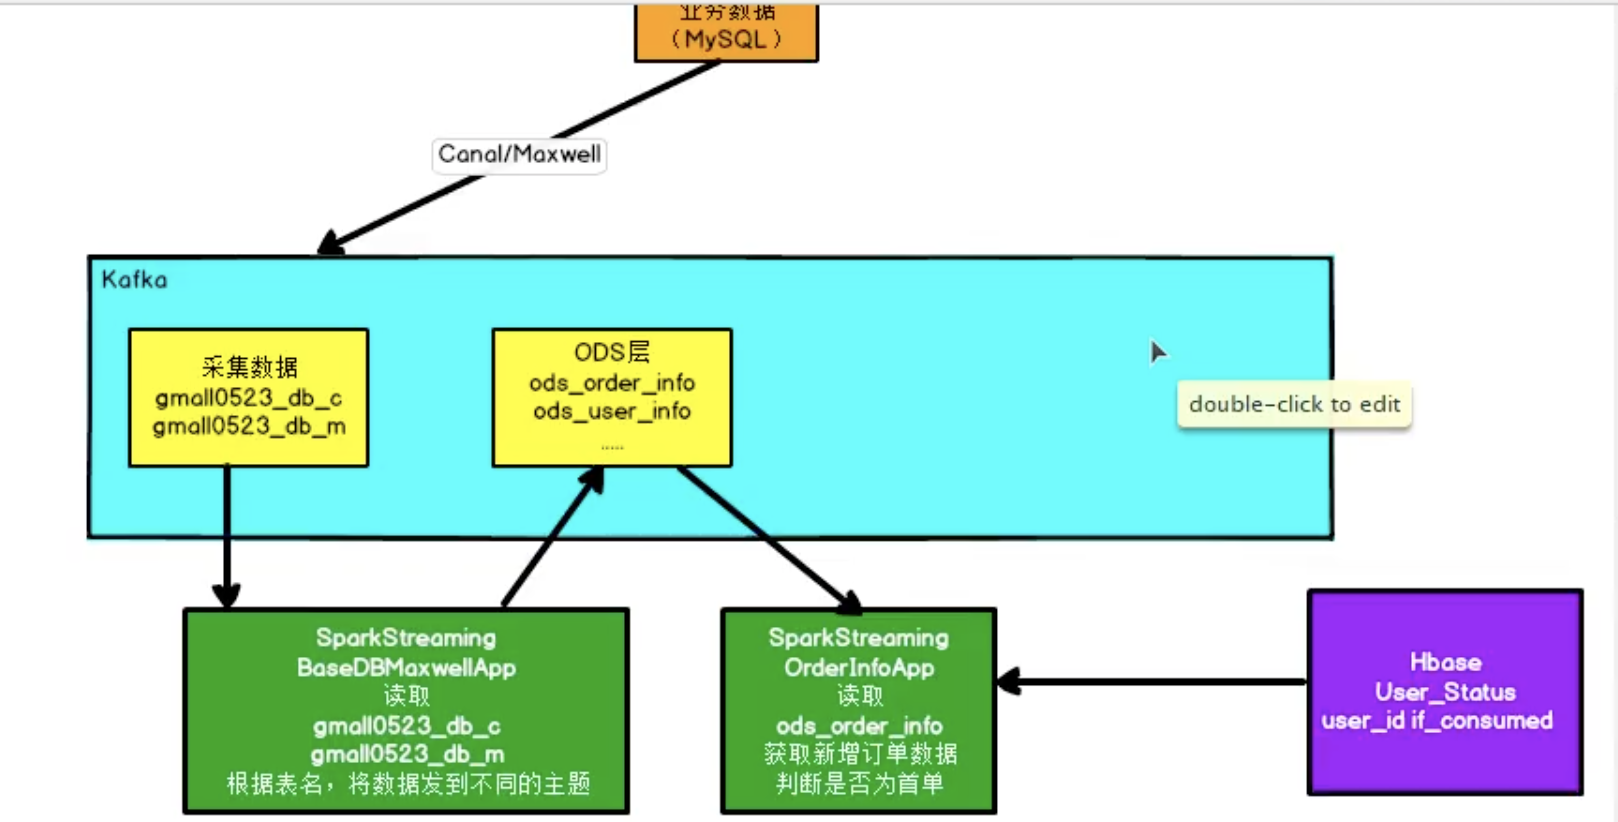 业务数据
（MySQL）
Canal/Maxwell
Kafka
采集数据
gmall0523_db_c
gmall0523_db_m
ODS层
ods_order_info
ods_user_info
.....
double-click to edit
SparkStreaming
BaseDBMaxwellApp
读取
gmall0523_db_c
gmall0523_db_m
根据表名，将数据发到不同的主题
SparkStreaming
OrderInfoApp
读取
ods_order_info
获取新增订单数据
判断是否为首单
Hbase
User_Status
user_id if_consumed